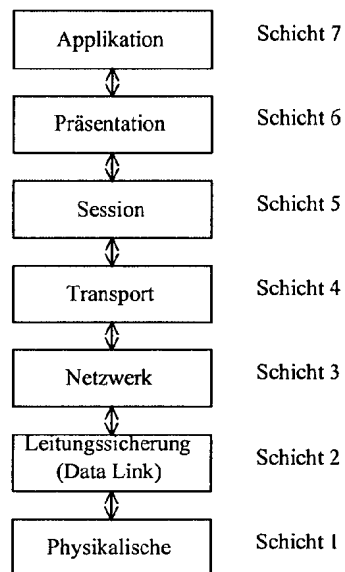 Applikation Schicht 7
Präsentation Schicht 6
Session Schicht 5
Transport Schicht 4
Netzwerk Schicht 3
Leitungssicherung
(Data Link) Schicht 2
Physikalische Schicht 1